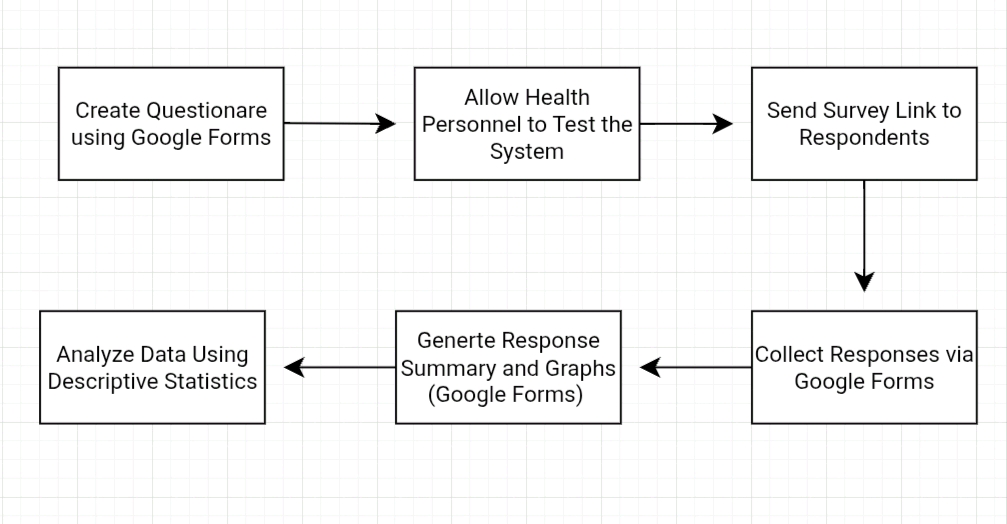 Create Questionare
using Google Forms
Allow Health
Personnel to Test the
System
Send Survey Link to
Respondents
Collect Responses via
Google Forms
Generte Response
Summary and Graphs
(Google Forms)
Analyze Data Using
Descriptive Statistics